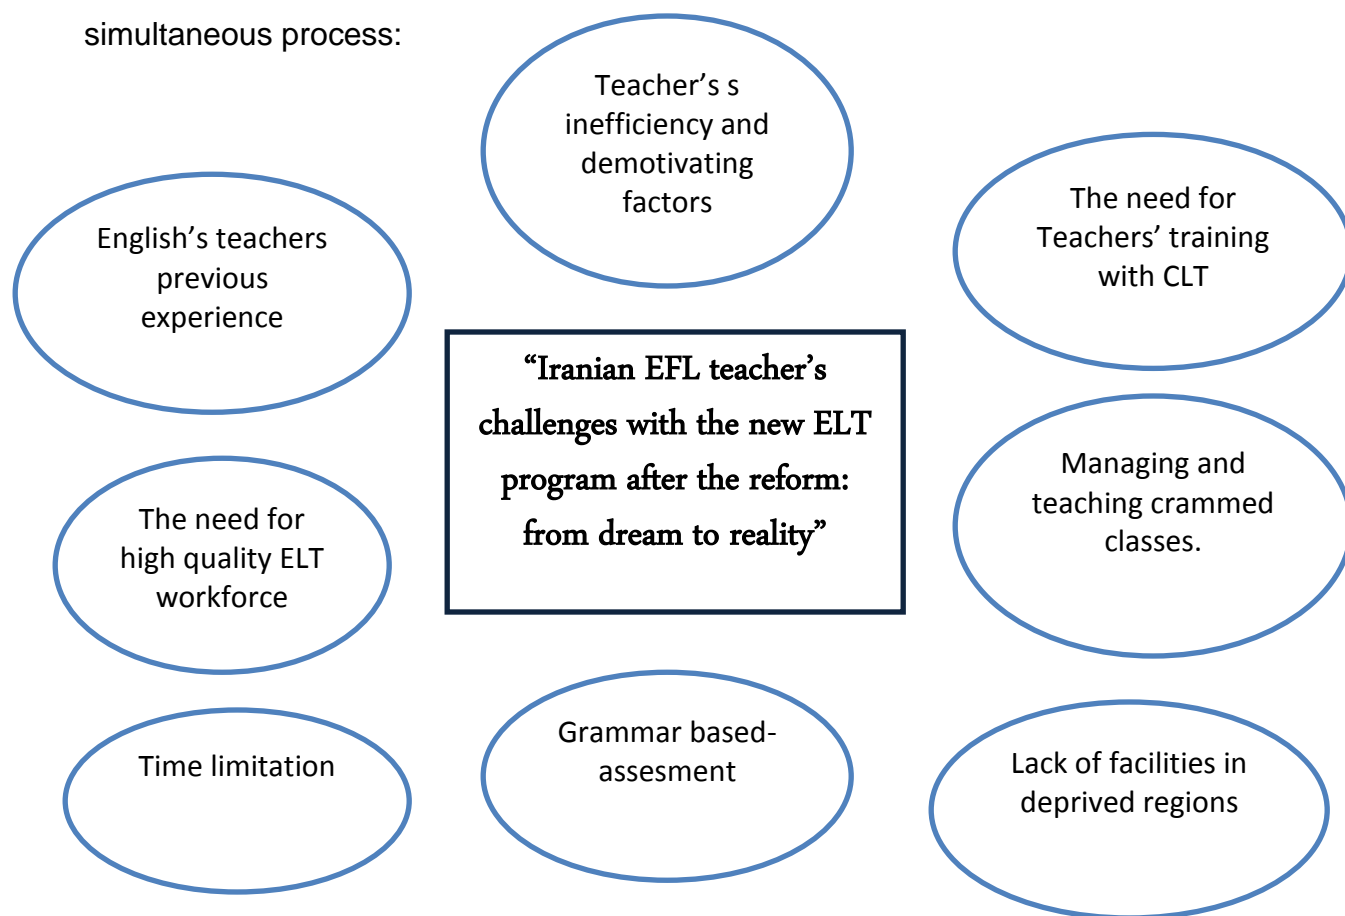 simultaneous process:
Teacher’s s
inefficiency and
demotivating
factors
English’s teachers
previous
experience
The need for
Teachers’ training
with CLT
“Iranian EFL teacher’s
challenges with the new ELT
program after the reform:
from dream to reality”
The need for
high quality ELT
workforce
Managing and
teaching crammed
classes.
Time limitation
Grammar based-
assesment
Lack of facilities in
deprived regions